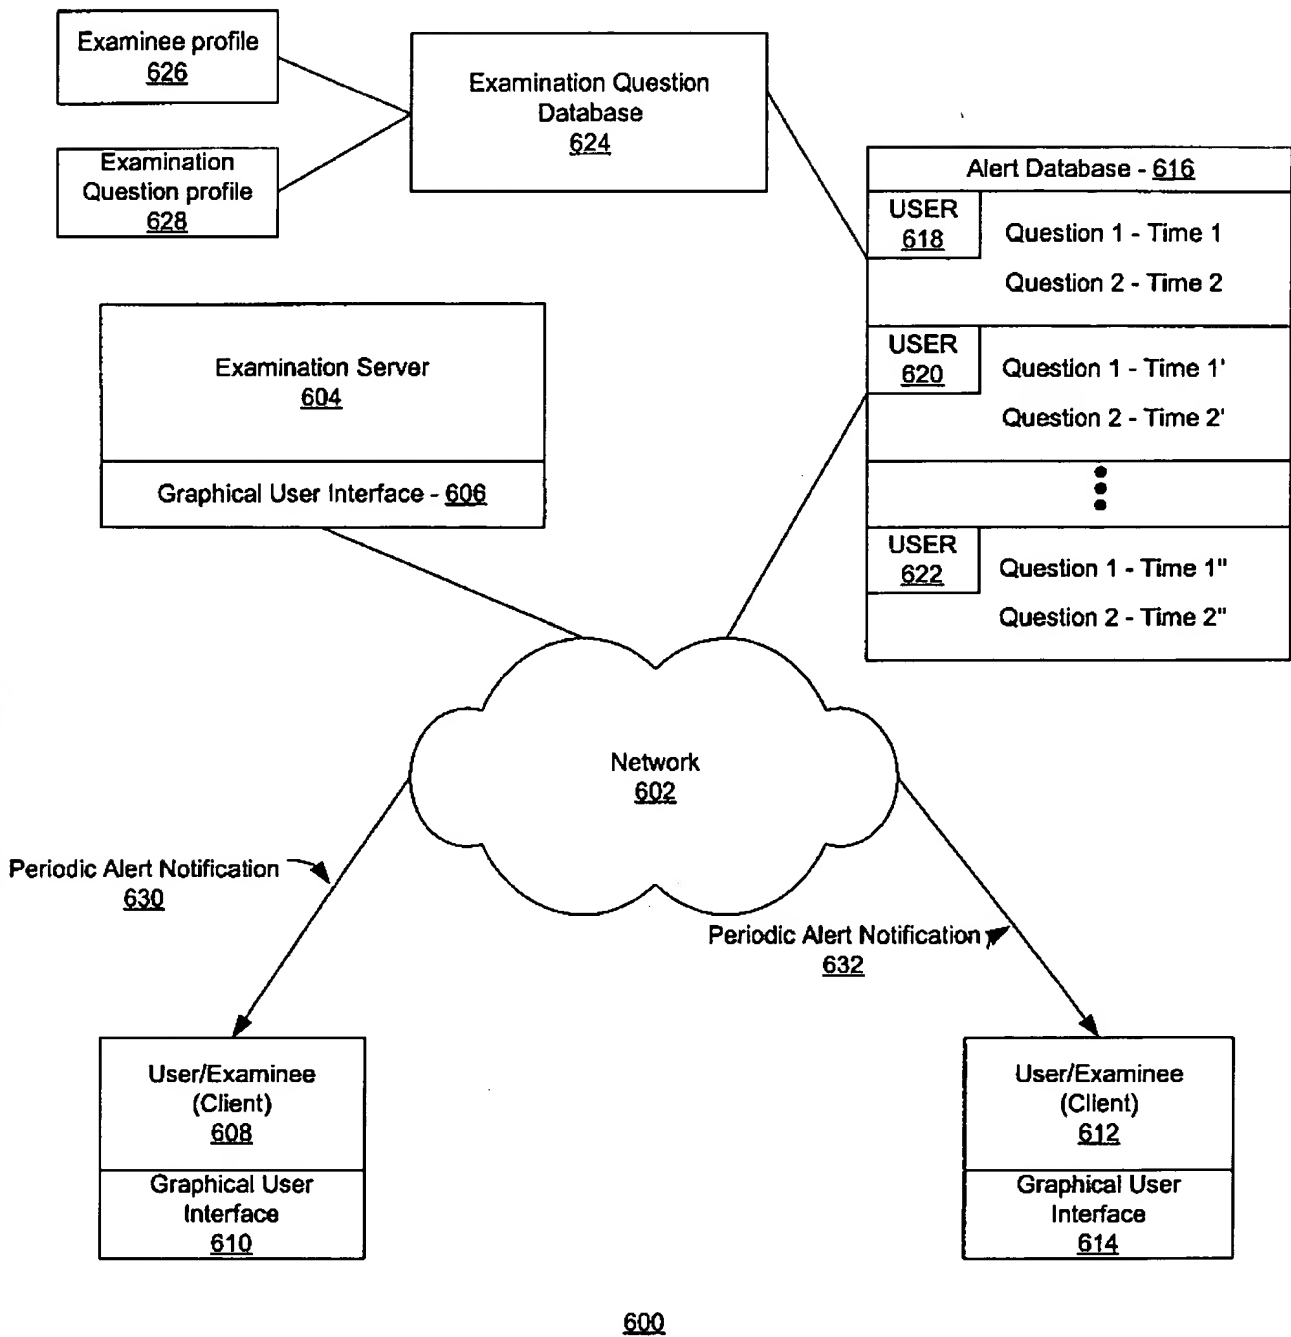 Examinee profile
626
Examination
Question profile
628
Examination Question
Database
624
Alert Database - 616
USER
618
Question 1 - Time 1
Question 2 - Time 2
USER
620
Question 1 - Time 1'
Question 2 - Time 2'
USER
622
Question 1 - Time 1"
Question 2 - Time 2"
Examination Server
604
Graphical User Interface - 606
Network
602
Periodic Alert Notification
630
Periodic Alert Notification
632
User/Examinee
(Client)
608
Graphical User
Interface
610
User/Examinee
(Client)
612
Graphical User
Interface
614
600